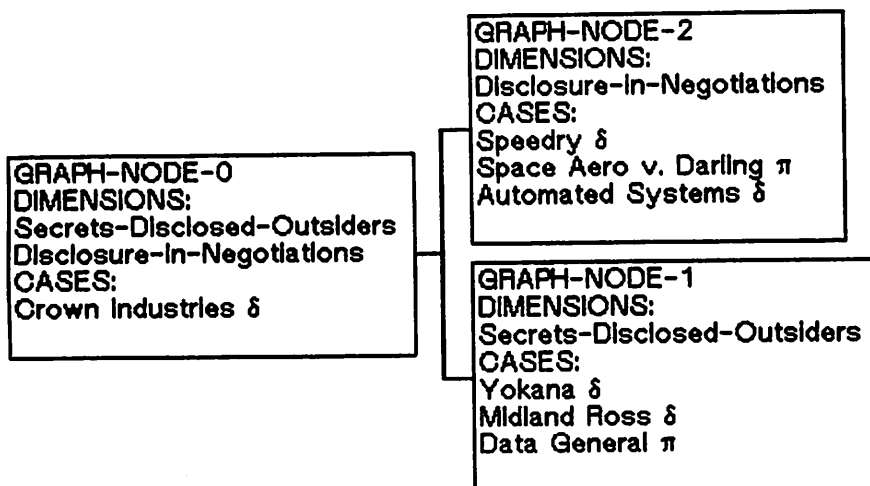 GRAPH-NODE-0
DIMENSIONS:
Secrets-Disclosed-Outsiders
Disclosure-in-Negotiations
CASES:
Crown Industries δ
GRAPH-NODE-2
DIMENSIONS:
Disclosure-in-Negotiations
CASES:
Speedry δ
Space Aero v. Darling π
Automated Systems δ
GRAPH-NODE-1
DIMENSIONS:
Secrets-Disclosed-Outsiders
CASES:
Yokana δ
Midland Ross δ
Data General π